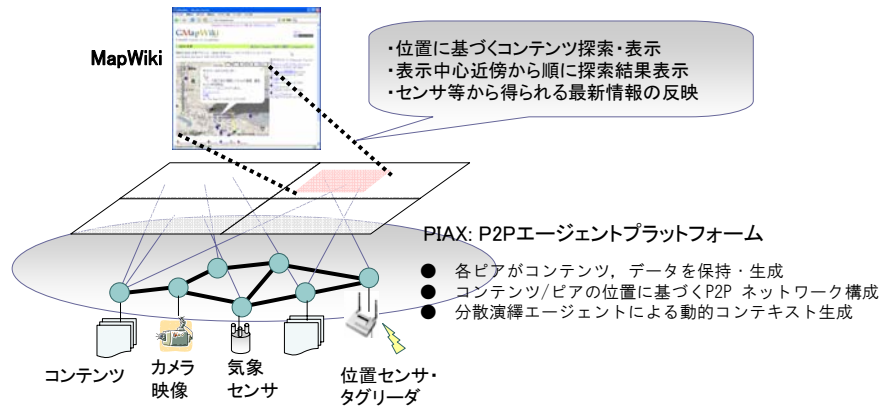 GMapWiki
MapWiki
・位置に基づくコンテンツ探索・表示
・表示中心近傍から順に探索結果表示
・センサ等から得られる最新情報の反映
PIAX: P2Pエージェントプラットフォーム
● 各ピアがコンテンツ，データを保持・生成
● コンテンツ/ピアの位置に基づくP2P ネットワーク構成
● 分散演繹エージェントによる動的コンテキスト生成
コンテンツ
カメラ
映像
気象
センサ
位置センサ・
タグリーダ